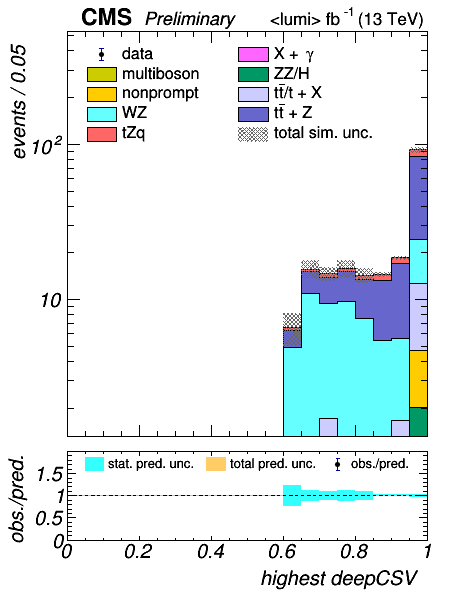 CMS Preliminary <lumi> fb⁻¹ (13 TeV)
events / 0.05
data
multiboson
nonprompt
WZ
tZq
X + γ
ZZ/H
tt̄/t + X
tt̄ + Z
total sim. unc.
10²
10
obs./pred.
stat. pred. unc. total pred. unc. obs./pred.
1.5
1
0.5
0
0 0.2 0.4 0.6 0.8 1
highest deepCSV